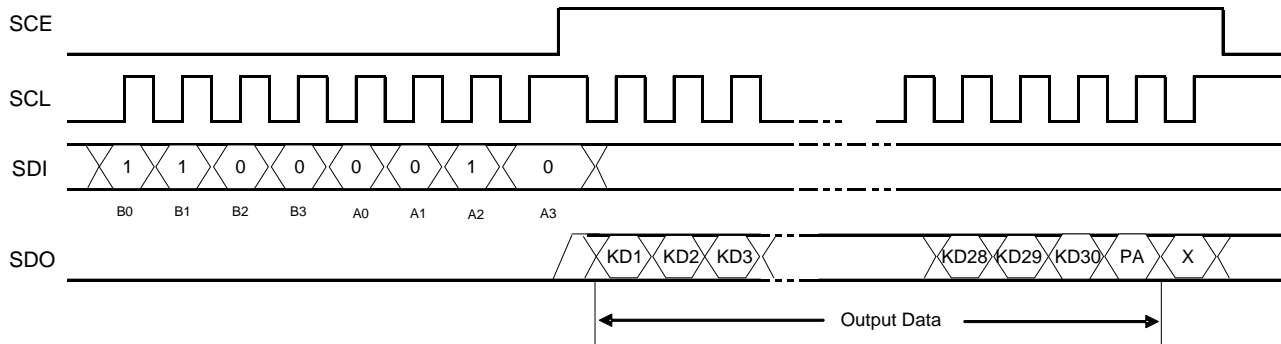 SCE
SCL
SDI 1 1 0 0 0 0 1 0
B0 B1 B2 B3 A0 A1 A2 A3
SDO KD1 KD2 KD3 KD28 KD29 KD30 PA X
Output Data